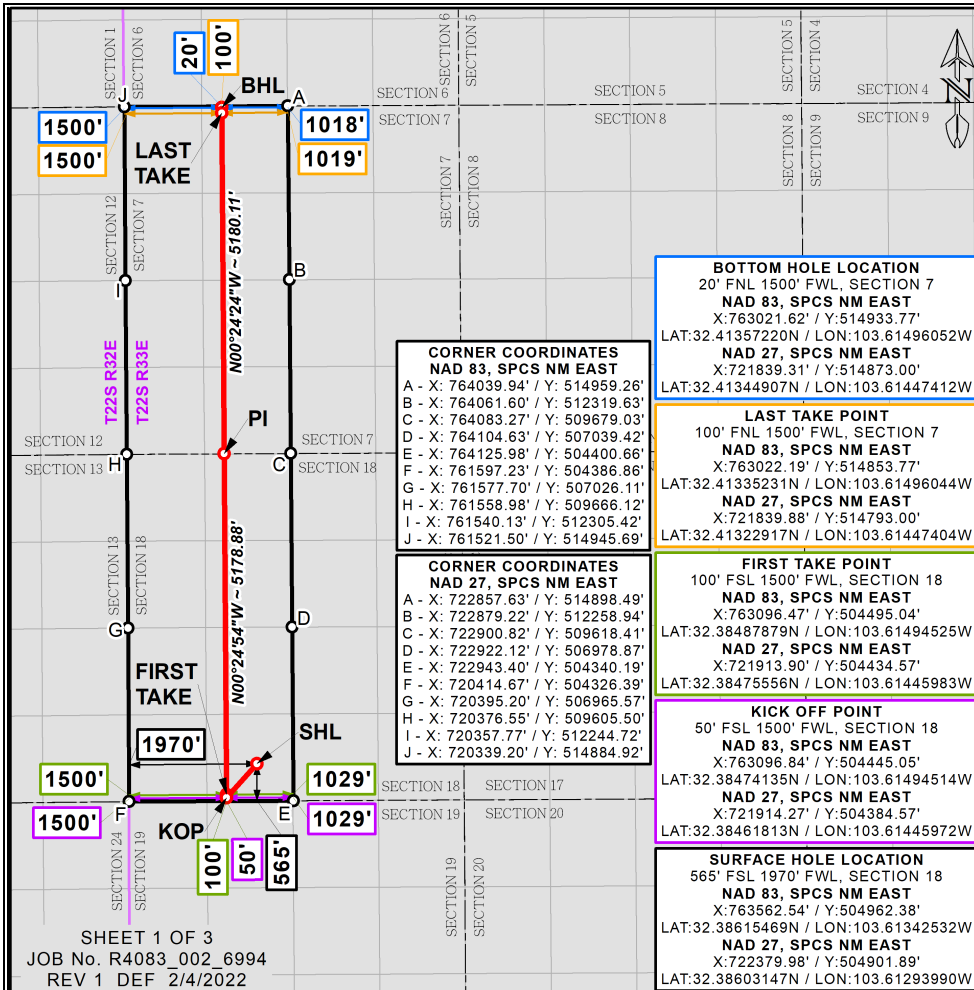 SECTION 1
SECTION 6
20'
100'
BHL
J
A
1500'
1500'
LAST
TAKE
1018'
1019'
SECTION 6
SECTION 5
SECTION 6
SECTION 7
SECTION 5
SECTION 8
SECTION 5
SECTION 4
SECTION 4
SECTION 9
SECTION 8
SECTION 9
SECTION 7
SECTION 8
N
SECTION 12
SECTION 7
I
B
N00°24'24"W ~ 5180.11'
T22S R32E
T22S R33E
PI
SECTION 12
SECTION 13
H
C
SECTION 7
SECTION 18
N00°24'54"W ~ 5178.88'
SECTION 13
SECTION 18
G
D
FIRST
TAKE
1970'
SHL
1500'
1500'
F
KOP
E
1029'
1029'
100'
50'
565'
SECTION 18
SECTION 19
SECTION 17
SECTION 20
SECTION 24
SECTION 19
SECTION 19
SECTION 20
CORNER COORDINATES
NAD 83, SPCS NM EAST
A - X: 764039.94' / Y: 514959.26'
B - X: 764061.60' / Y: 512319.63'
C - X: 764083.27' / Y: 509679.03'
D - X: 764104.63' / Y: 507039.42'
E - X: 764125.98' / Y: 504400.66'
F - X: 761597.23' / Y: 504386.86'
G - X: 761577.70' / Y: 507026.11'
H - X: 761558.98' / Y: 509666.12'
I - X: 761540.13' / Y: 512305.42'
J - X: 761521.50' / Y: 514945.69'
CORNER COORDINATES
NAD 27, SPCS NM EAST
A - X: 722857.63' / Y: 514898.49'
B - X: 722879.22' / Y: 512258.94'
C - X: 722900.82' / Y: 509618.41'
D - X: 722922.12' / Y: 506978.87'
E - X: 722943.40' / Y: 504340.19'
F - X: 720414.67' / Y: 504326.39'
G - X: 720395.20' / Y: 506965.57'
H - X: 720376.55' / Y: 509605.50'
I - X: 720357.77' / Y: 512244.72'
J - X: 720339.20' / Y: 514884.92'
BOTTOM HOLE LOCATION
20' FNL 1500' FWL, SECTION 7
NAD 83, SPCS NM EAST
X:763021.62' / Y:514933.77'
LAT:32.41357220N / LON:103.61496052W
NAD 27, SPCS NM EAST
X:721839.31' / Y:514873.00'
LAT:32.41344907N / LON:103.61447412W
LAST TAKE POINT
100' FNL 1500' FWL, SECTION 7
NAD 83, SPCS NM EAST
X:763022.19' / Y:514853.77'
LAT:32.41335231N / LON:103.61496044W
NAD 27, SPCS NM EAST
X:721839.88' / Y:514793.00'
LAT:32.41322917N / LON:103.61447404W
FIRST TAKE POINT
100' FSL 1500' FWL, SECTION 18
NAD 83, SPCS NM EAST
X:763096.47' / Y:504495.04'
LAT:32.38487879N / LON:103.61494525W
NAD 27, SPCS NM EAST
X:721913.90' / Y:504434.57'
LAT:32.38475556N / LON:103.61445983W
KICK OFF POINT
50' FSL 1500' FWL, SECTION 18
NAD 83, SPCS NM EAST
X:763096.84' / Y:504445.05'
LAT:32.38474135N / LON:103.61494514W
NAD 27, SPCS NM EAST
X:721914.27' / Y:504384.57'
LAT:32.38461813N / LON:103.61445972W
SURFACE HOLE LOCATION
565' FSL 1970' FWL, SECTION 18
NAD 83, SPCS NM EAST
X:763562.54' / Y:504962.38'
LAT:32.38615469N / LON:103.61342532W
NAD 27, SPCS NM EAST
X:722379.98' / Y:504901.89'
LAT:32.38603147N / LON:103.61293990W
SHEET 1 OF 3
JOB No. R4083_002_6994
REV 1 DEF 2/4/2022